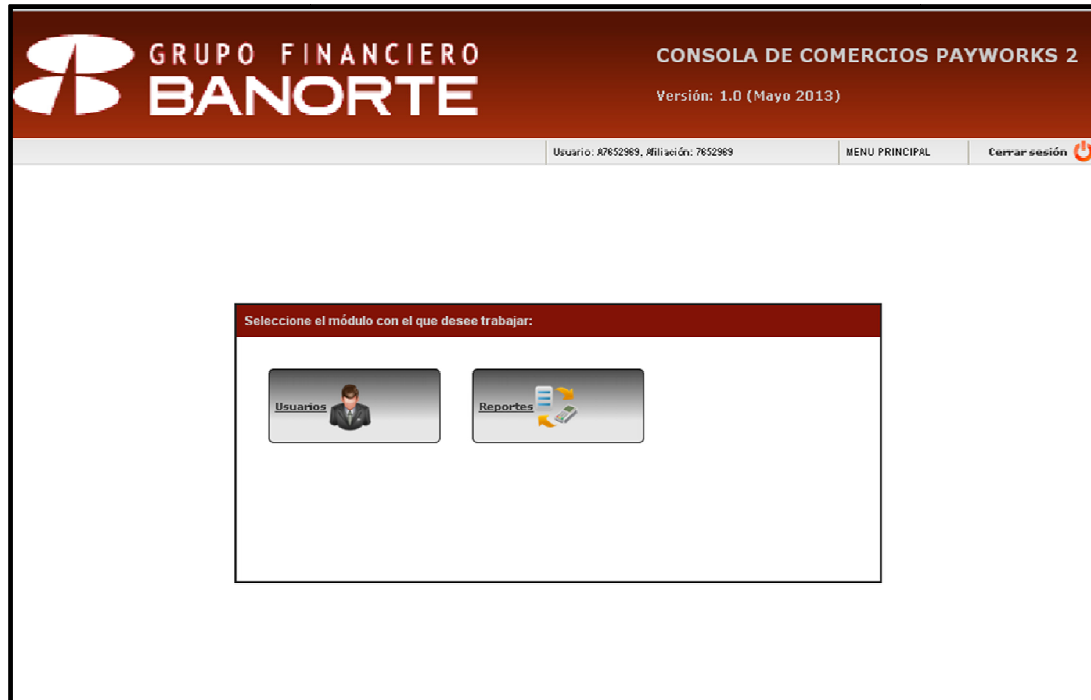 GRUPO FINANCIERO
BANORTE
CONSOLA DE COMERCIOS PAYWORKS 2
Versión: 1.0 (Mayo 2013)
Usuario: A7652969, Afiliación: 7652969
MENU PRINCIPAL
Cerrar sesión
Seleccione el módulo con el que desee trabajar:
Usuarios
Reportes